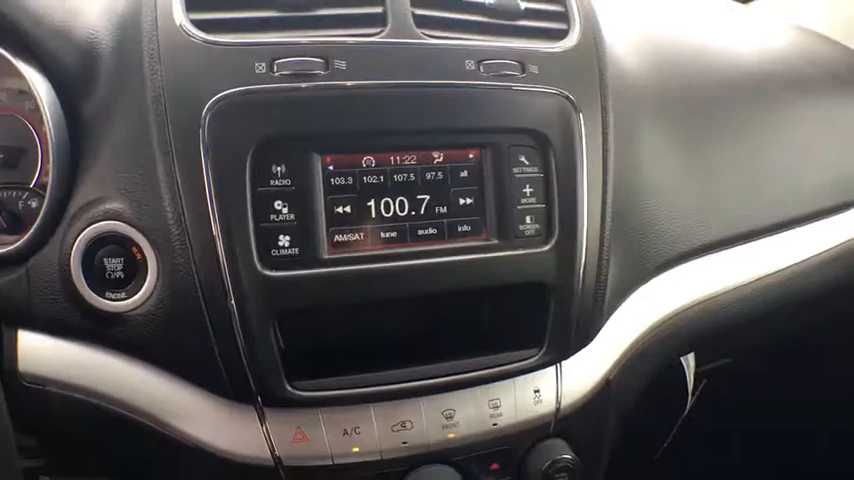 RADIO
PLAYER
CLIMATE
11:22
103.3 102.1 107.5 97.5 all
100.7 FM
AM/SAT tune audio info
SETTINGS
MORE
SCREEN
OFF
START
STOP
ENGINE
A/C
FRONT
REAR
OFF
F